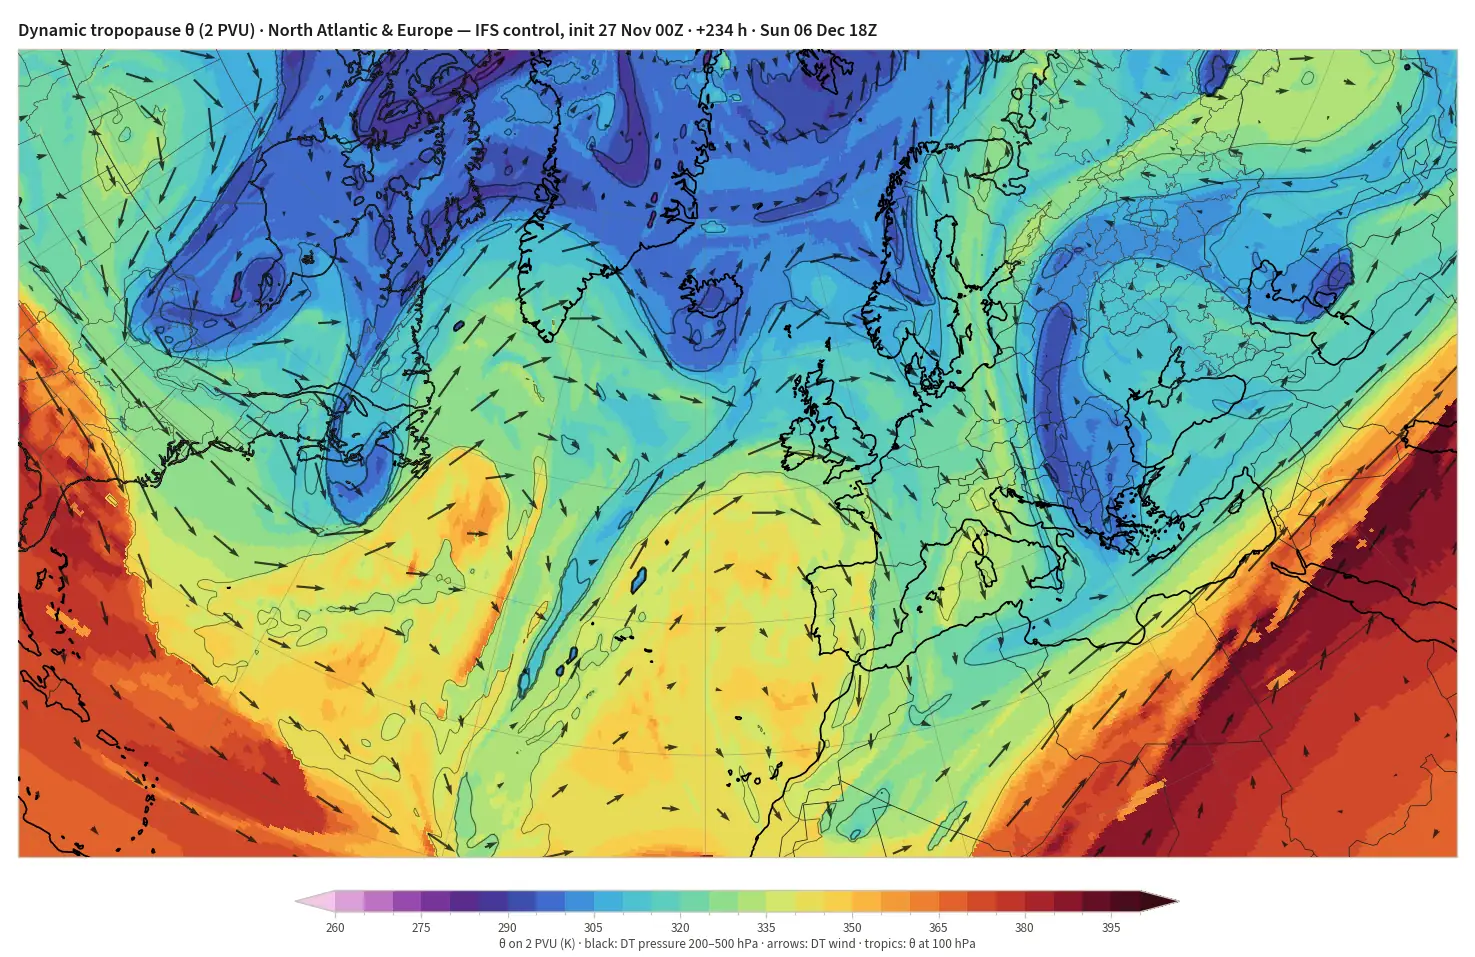 Dynamic tropopause θ (2 PVU) · North Atlantic & Europe — IFS control, init 27 Nov 00Z · +234 h · Sun 06 Dec 18Z
260 275 290 305 320 335 350 365 380 395
θ on 2 PVU (K) · black: DT pressure 200–500 hPa · arrows: DT wind · tropics: θ at 100 hPa